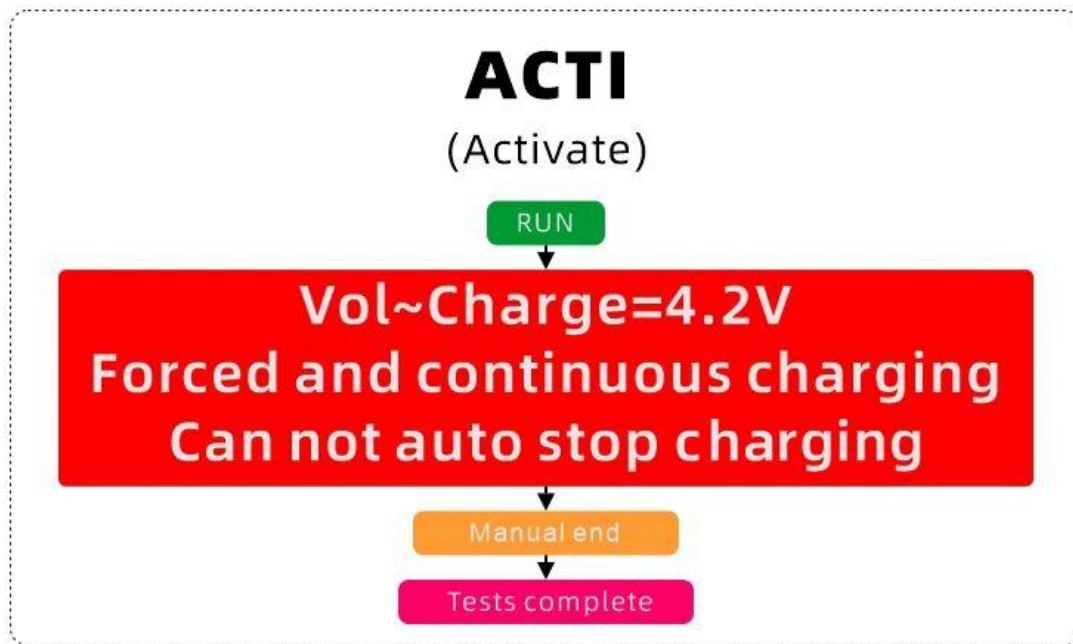 ACTI
(Activate)
RUN
Vol~Charge=4.2V
Forced and continuous charging
Can not auto stop charging
Manual end
Tests complete